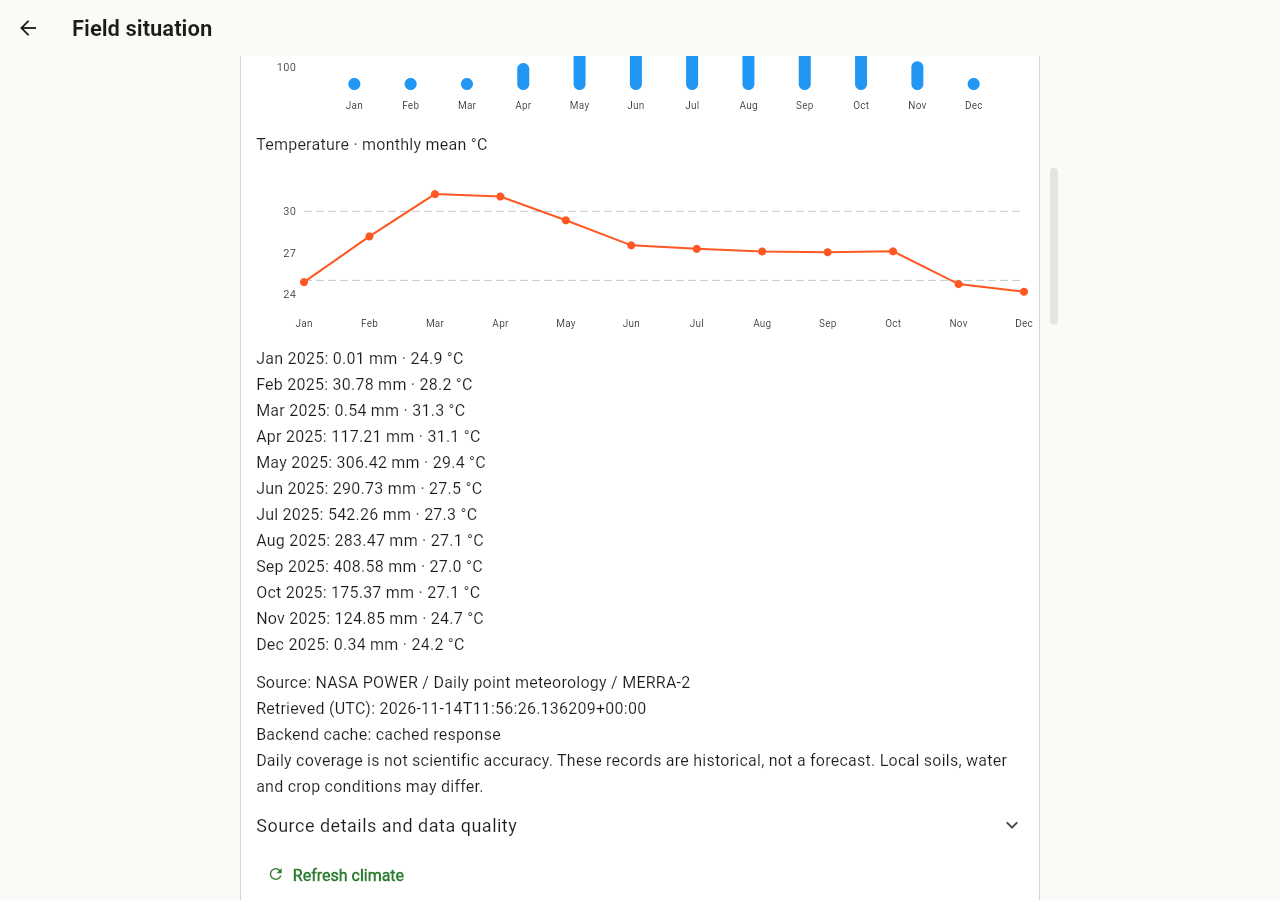 Field situation
100
Jan Feb Mar Apr May Jun Jul Aug Sep Oct Nov Dec
Temperature · monthly mean °C
30
27
24
Jan Feb Mar Apr May Jun Jul Aug Sep Oct Nov Dec
Jan 2025: 0.01 mm · 24.9 °C
Feb 2025: 30.78 mm · 28.2 °C
Mar 2025: 0.54 mm · 31.3 °C
Apr 2025: 117.21 mm · 31.1 °C
May 2025: 306.42 mm · 29.4 °C
Jun 2025: 290.73 mm · 27.5 °C
Jul 2025: 542.26 mm · 27.3 °C
Aug 2025: 283.47 mm · 27.1 °C
Sep 2025: 408.58 mm · 27.0 °C
Oct 2025: 175.37 mm · 27.1 °C
Nov 2025: 124.85 mm · 24.7 °C
Dec 2025: 0.34 mm · 24.2 °C
Source: NASA POWER / Daily point meteorology / MERRA-2
Retrieved (UTC): 2026-11-14T11:56:26.136209+00:00
Backend cache: cached response
Daily coverage is not scientific accuracy. These records are historical, not a forecast. Local soils, water
and crop conditions may differ.
Source details and data quality
Refresh climate